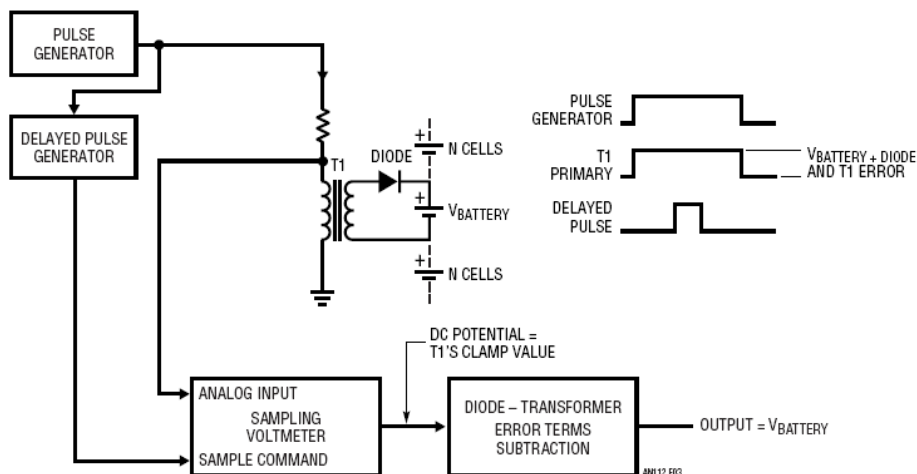 PULSE
GENERATOR
DELAYED PULSE
GENERATOR
T1
DIODE
+
N CELLS
+
VBATTERY
+
N CELLS
PULSE
GENERATOR
T1
PRIMARY
VBATTERY + DIODE
AND T1 ERROR
DELAYED
PULSE
DC POTENTIAL =
T1'S CLAMP VALUE
ANALOG INPUT
SAMPLING
VOLTMETER
SAMPLE COMMAND
DIODE – TRANSFORMER
ERROR TERMS
SUBTRACTION
OUTPUT = VBATTERY
AN112 F03